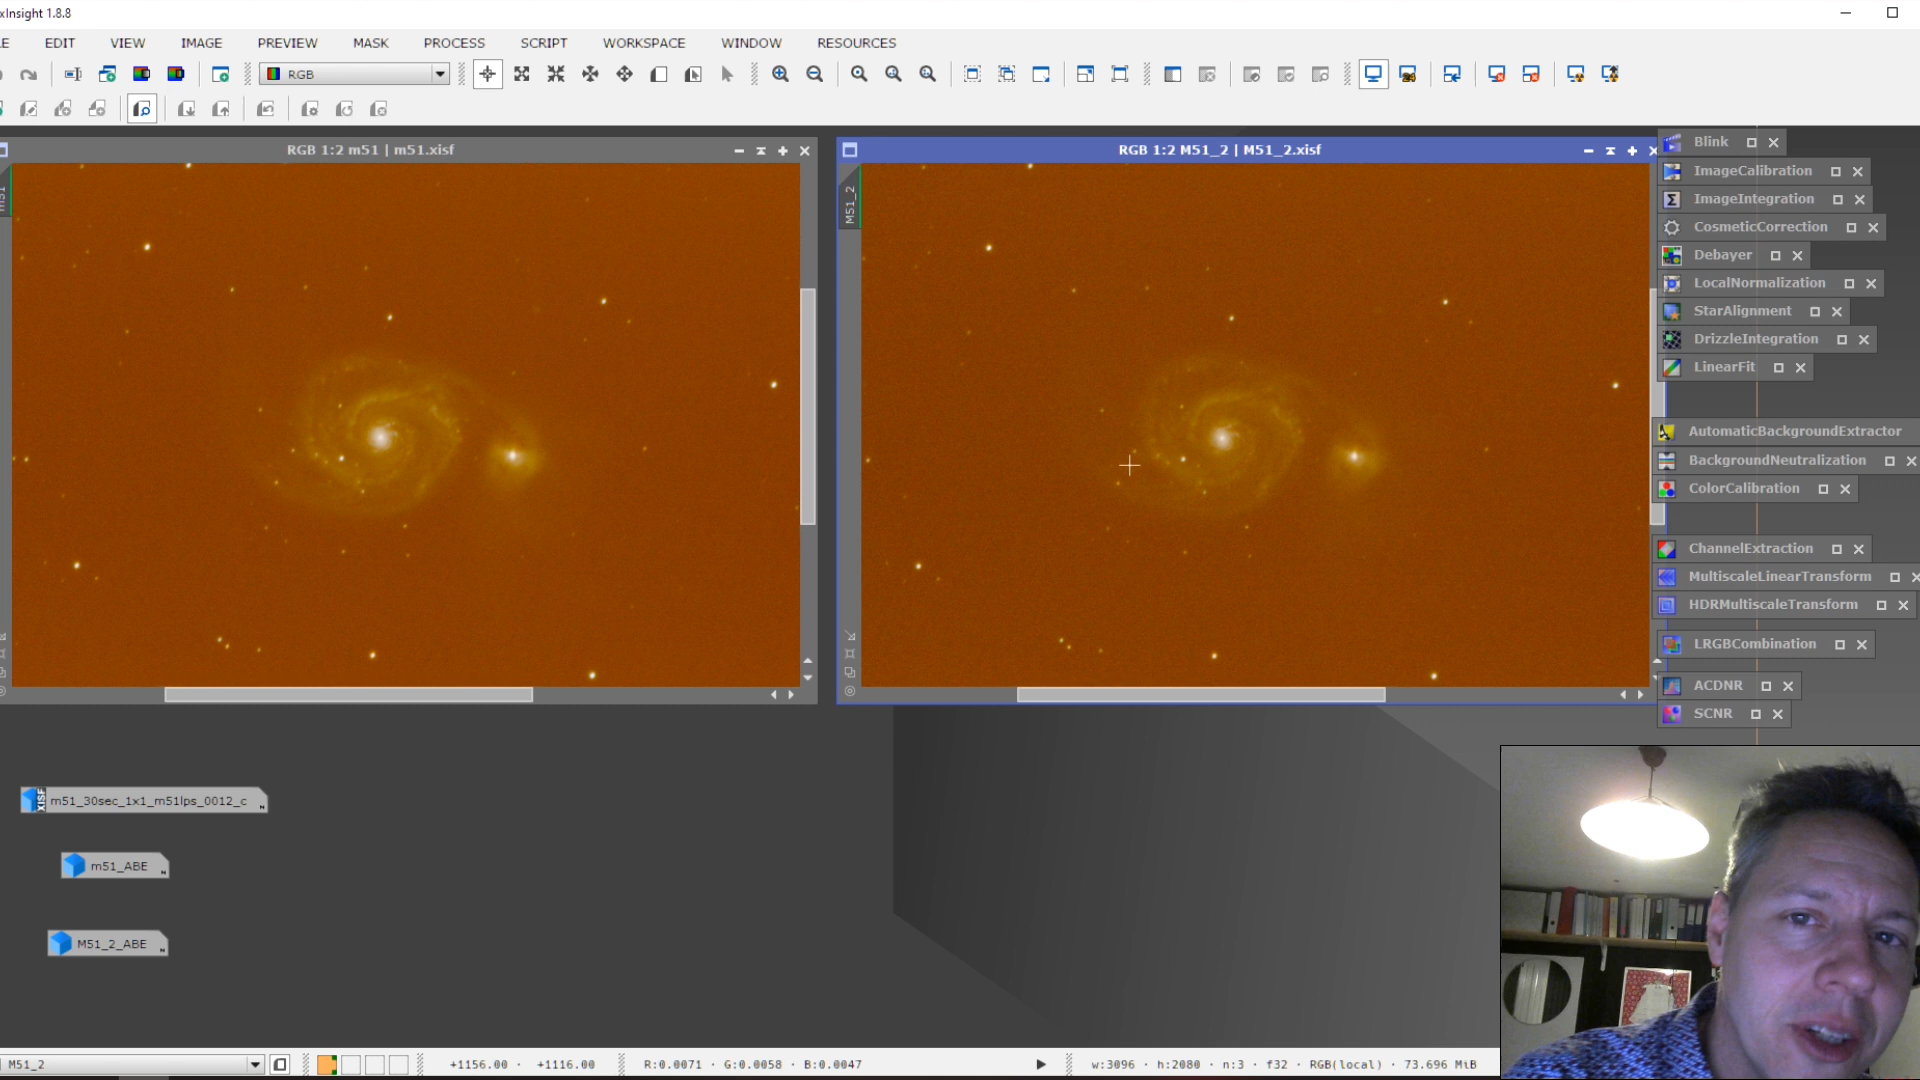 xInsight 1.8.8
E EDIT VIEW IMAGE PREVIEW MASK PROCESS SCRIPT WORKSPACE WINDOW RESOURCES
RGB
RGB 1:2 m51 | m51.xisf
RGB 1:2 M51_2 | M51_2.xisf
m51
M51_2
Blink
ImageCalibration
ImageIntegration
CosmeticCorrection
Debayer
LocalNormalization
StarAlignment
DrizzleIntegration
LinearFit
AutomaticBackgroundExtractor
BackgroundNeutralization
ColorCalibration
ChannelExtraction
MultiscaleLinearTransform
HDRMultiscaleTransform
LRGBCombination
ACDNR
SCNR
XISF m51_30sec_1x1_m51lps_0012_c
m51_ABE
M51_2_ABE
M51_2
+1156.00 · +1116.00
R:0.0071 · G:0.0058 · B:0.0047
w:3096 · h:2080 · n:3 · f32 · RGB(local) · 73.696 MiB